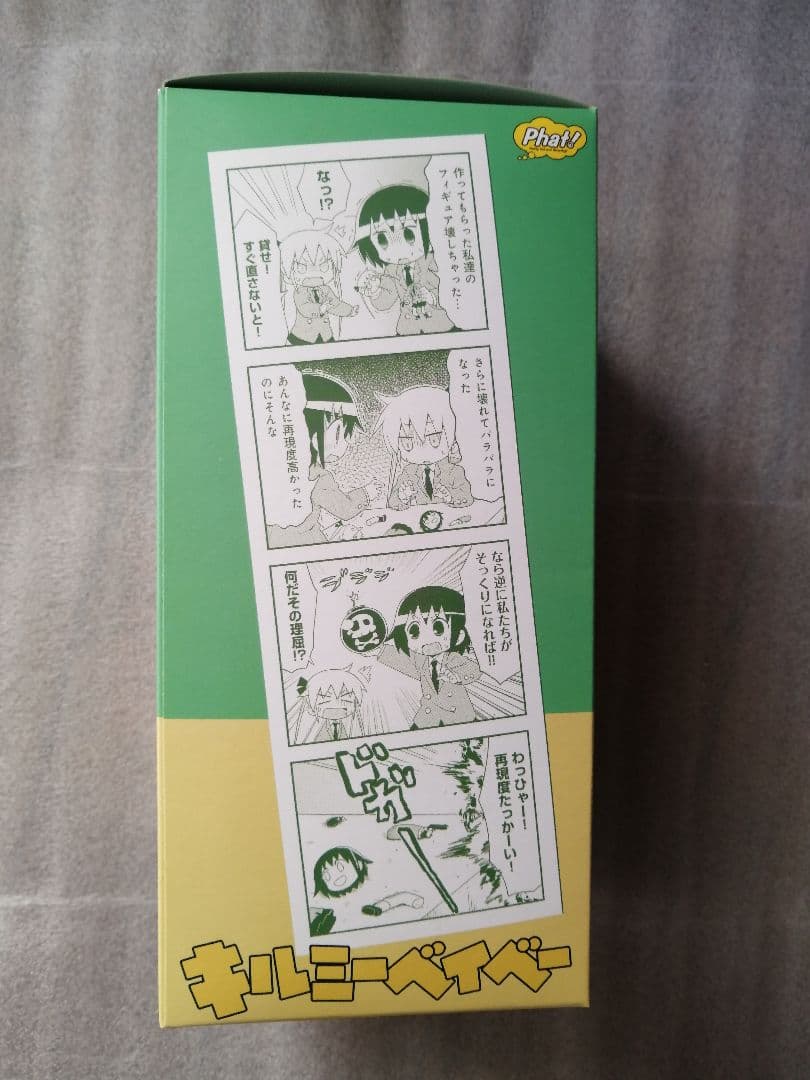 Phat!
作ってもらった私達の
フィギュア壊しちゃった…
なっ!?
貸せ!
すぐ直さないと!
さらに壊れてバラバラに
なった
あんなに再現度高かった
のにそんな
なら逆に私たちが
そっくりになれば!!
ジジジ
何だその理屈!?
わっひゃー!
再現度たっかーい!
ドガ
キルミーベイベー